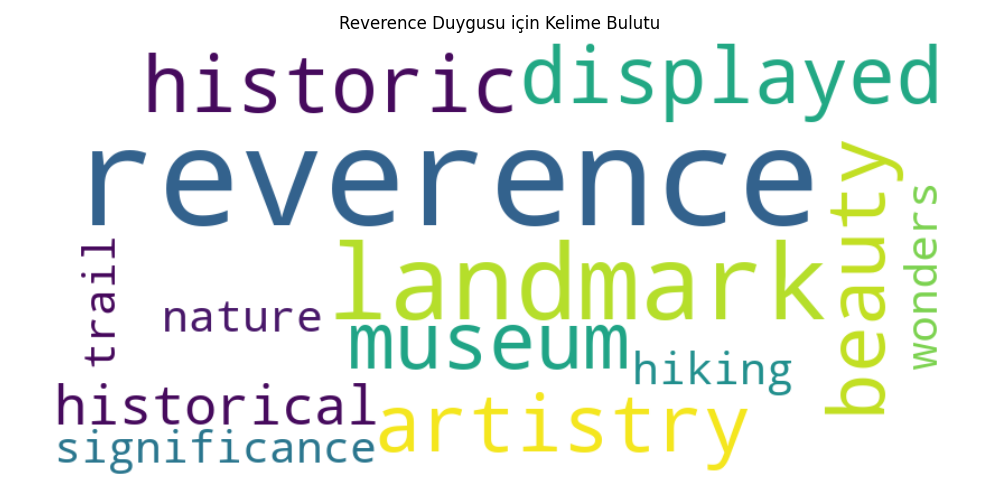 Reverence Duygusu için Kelime Bulutu
historic
displayed
reverence
beauty
wonders
trail
landmark
nature
museum
hiking
historical
artistry
significance